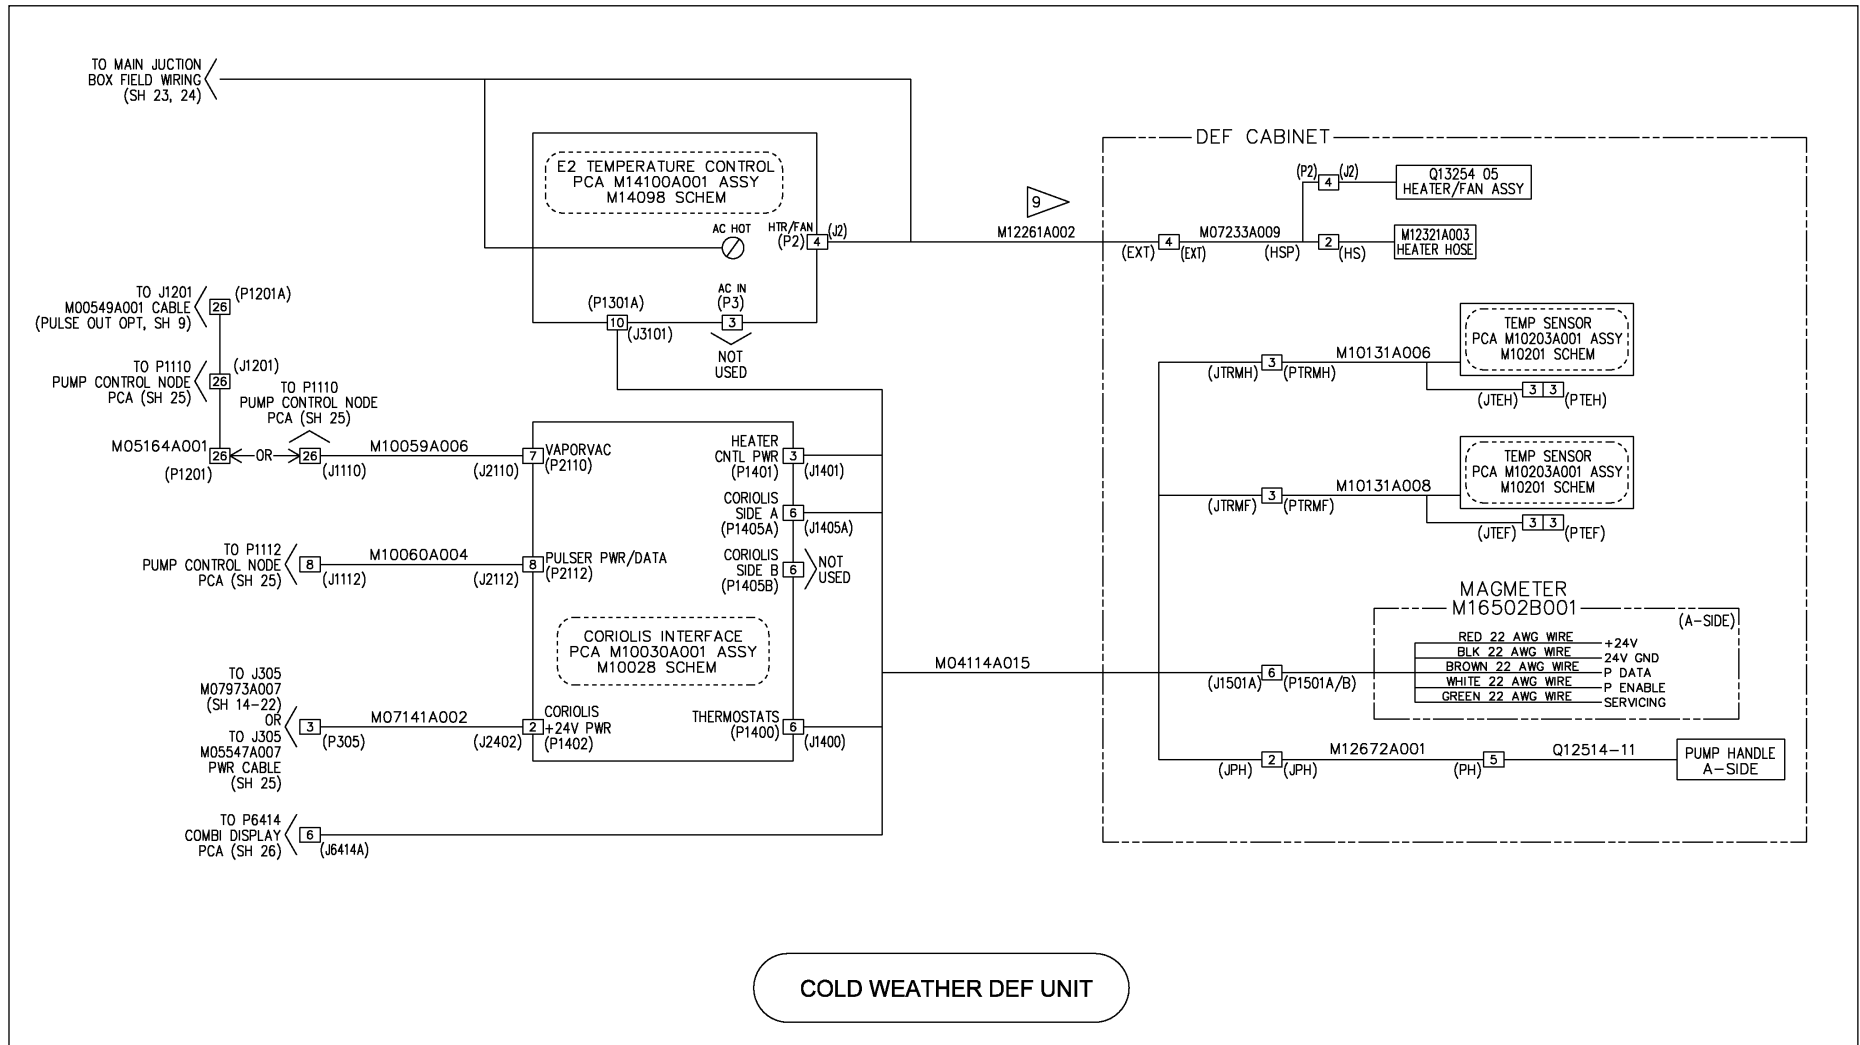 TO MAIN JUCTION
BOX FIELD WIRING
(SH 23, 24)
E2 TEMPERATURE CONTROL
PCA M14100A001 ASSY
M14098 SCHEM
AC HOT
HTR/FAN
(P2)
4
(J2)
AC IN
(P3)
3
NOT
USED
(P1301A)
10
(J3101)
9
M12261A002
DEF CABINET
(EXT)
4
(EXT)
M07233A009
(HSP)
(P2)
4
(J2)
Q13254 05
HEATER/FAN ASSY
2
(HS)
M12321A003
HEATER HOSE
TO J1201
M00549A001 CABLE
(PULSE OUT OPT, SH 9)
26
(P1201A)
TO P1110
PUMP CONTROL NODE
PCA (SH 25)
26
(J1201)
TO P1110
PUMP CONTROL NODE
PCA (SH 25)
M05164A001
26
(P1201)
OR
26
(J1110)
M10059A006
(J2110)
7
VAPORVAC
(P2110)
HEATER
CNTL PWR
(P1401)
3
(J1401)
CORIOLIS
SIDE A
(P1405A)
6
(J1405A)
CORIOLIS
SIDE B
(P1405B)
6
NOT
USED
TO P1112
PUMP CONTROL NODE
PCA (SH 25)
8
(J1112)
M10060A004
(J2112)
8
PULSER PWR/DATA
(P2112)
CORIOLIS INTERFACE
PCA M10030A001 ASSY
M10028 SCHEM
TO J305
M07973A007
(SH 14-22)
OR
TO J305
M05547A007
PWR CABLE
(SH 25)
3
(P305)
M07141A002
(J2402)
2
CORIOLIS
+24V PWR
(P1402)
THERMOSTATS
(P1400)
6
(J1400)
TO P6414
COMBI DISPLAY
PCA (SH 26)
6
(J6414A)
M04114A015
(JTRMH)
3
(PTRMH)
M10131A006
TEMP SENSOR
PCA M10203A001 ASSY
M10201 SCHEM
(JTEH)
3 3
(PTEH)
(JTRMF)
3
(PTRMF)
M10131A008
TEMP SENSOR
PCA M10203A001 ASSY
M10201 SCHEM
(JTEF)
3 3
(PTEF)
MAGMETER
M16502B001
(A-SIDE)
RED 22 AWG WIRE +24V
BLK 22 AWG WIRE 24V GND
BROWN 22 AWG WIRE P DATA
WHITE 22 AWG WIRE P ENABLE
GREEN 22 AWG WIRE SERVICING
(J1501A)
6
(P1501A/B)
(JPH)
2
(JPH)
M12672A001
(PH)
5
Q12514-11
PUMP HANDLE
A-SIDE
COLD WEATHER DEF UNIT